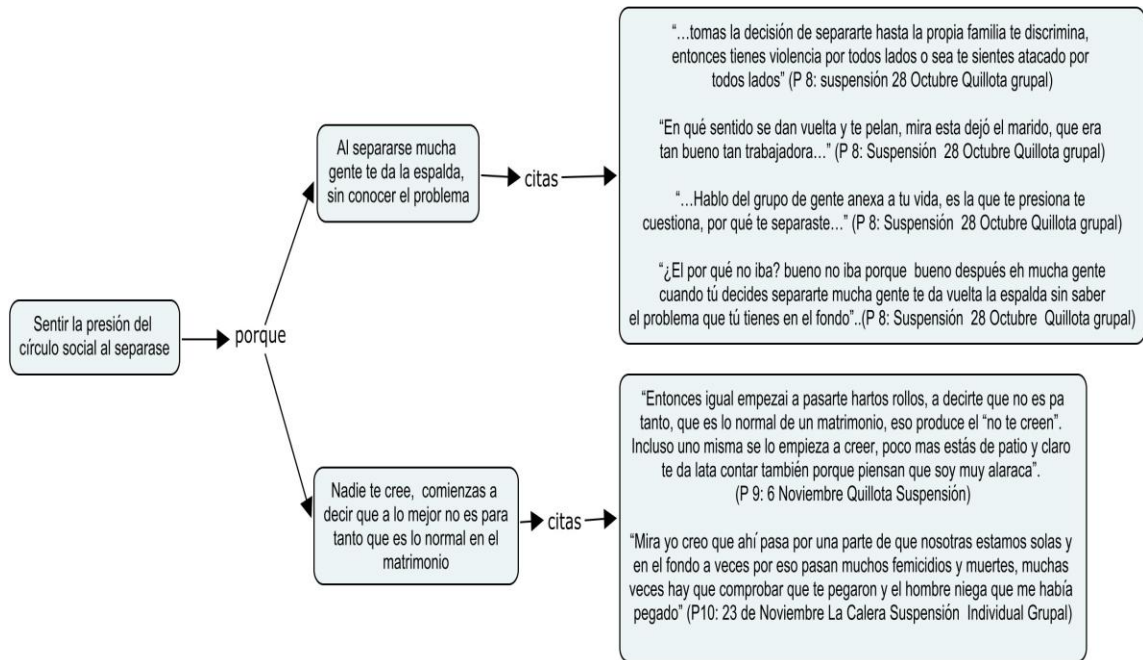 Sentir la presión del
círculo social al separase
porque
Al separarse mucha
gente te da la espalda,
sin conocer el problema
citas
“…tomas la decisión de separarte hasta la propia familia te discrimina,
entonces tienes violencia por todos lados o sea te sientes atacado por
todos lados” (P 8: suspensión 28 Octubre Quillota grupal)
“En qué sentido se dan vuelta y te pelan, mira esta dejó el marido, que era
tan bueno tan trabajadora…” (P 8: Suspensión 28 Octubre Quillota grupal)
“…Hablo del grupo de gente anexa a tu vida, es la que te presiona te
cuestiona, por qué te separaste…” (P 8: Suspensión 28 Octubre Quillota grupal)
“¿El por qué no iba? bueno no iba porque bueno después eh mucha gente
cuando tú decides separarte mucha gente te da vuelta la espalda sin saber
el problema que tú tienes en el fondo”..(P 8: Suspensión 28 Octubre Quillota grupal)
Nadie te cree, comienzas a
decir que a lo mejor no es para
tanto que es lo normal en el
matrimonio
citas
“Entonces igual empezai a pasarte hartos rollos, a decirte que no es pa
tanto, que es lo normal de un matrimonio, eso produce el “no te creen”.
Incluso uno misma se lo empieza a creer, poco mas estás de patio y claro
te da lata contar también porque piensan que soy muy alaraca”.
(P 9: 6 Noviembre Quillota Suspensión)
“Mira yo creo que ahí pasa por una parte de que nosotras estamos solas y
en el fondo a veces por eso pasan muchos femicidios y muertes, muchas
veces hay que comprobar que te pegaron y el hombre niega que me había
pegado” (P10: 23 de Noviembre La Calera Suspensión Individual Grupal)